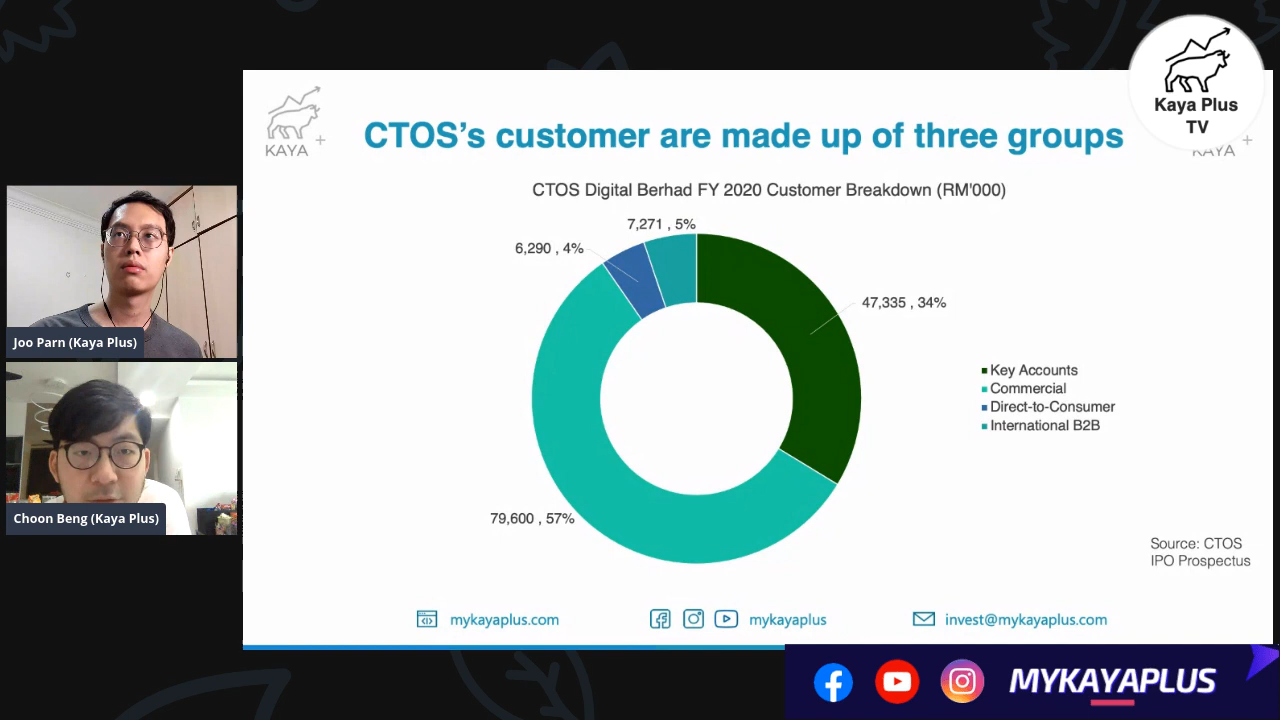 Kaya Plus
TV
KAYA
+
CTOS's customer are made up of three groups
KAYA
+
CTOS Digital Berhad FY 2020 Customer Breakdown (RM'000)
7,271 , 5%
6,290 , 4%
47,335 , 34%
Key Accounts
Commercial
Direct-to-Consumer
International B2B
79,600 , 57%
Source: CTOS
IPO Prospectus
Joo Parn (Kaya Plus)
Choon Beng (Kaya Plus)
mykayaplus.com
mykayaplus
invest@mykayaplus.com
MYKAYAPLUS